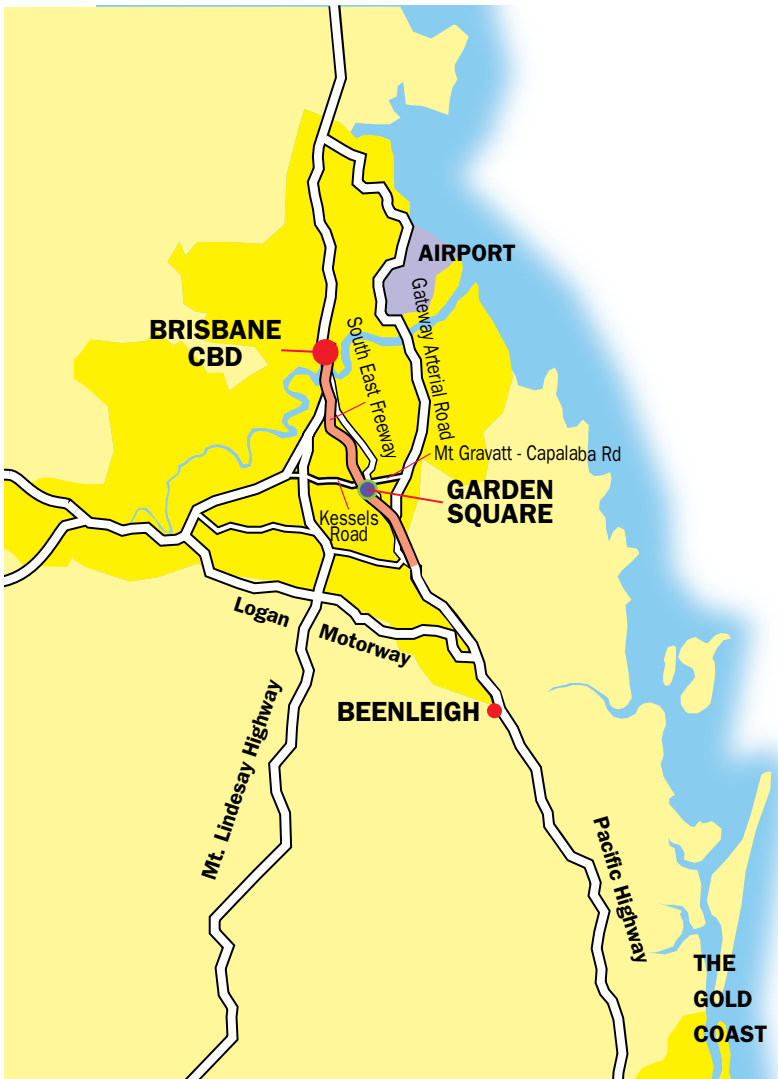 AIRPORT
Gateway Arterial Road
BRISBANE
CBD
South East Freeway
Mt Gravatt - Capalaba Rd
GARDEN
SQUARE
Kessels
Road
Logan Motorway
BEENLEIGH
Mt. Lindesay Highway
Pacific Highway
THE
GOLD
COAST